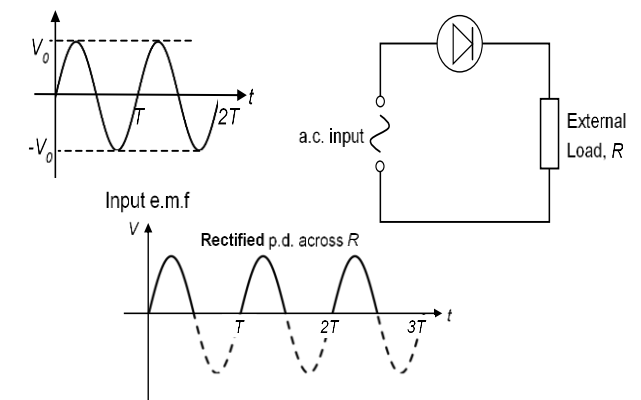 V₀
t
T
2T
-V₀
Input e.m.f
a.c. input
External
Load, R
V
Rectified p.d. across R
T
2T
3T
t